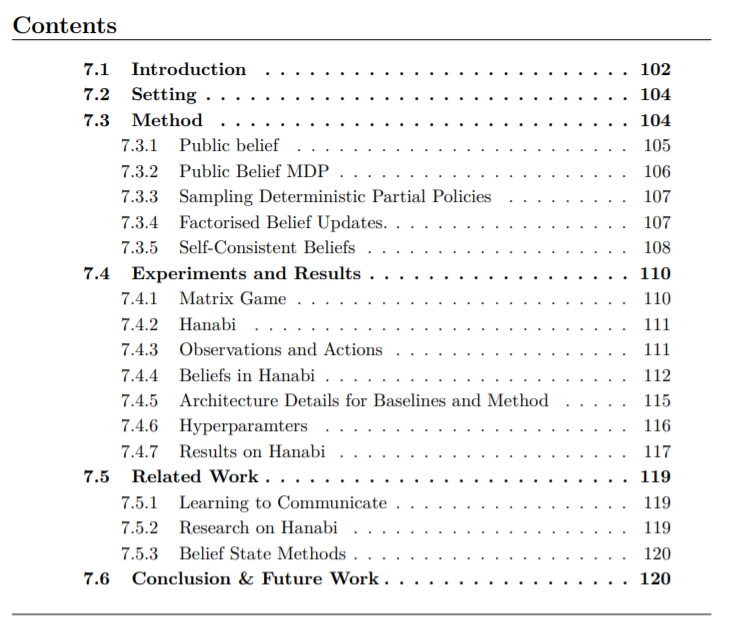 Contents
7.1 Introduction . . . . . . . . . . . . . . . . . . . . . . . . . 102
7.2 Setting . . . . . . . . . . . . . . . . . . . . . . . . . . . . . 104
7.3 Method . . . . . . . . . . . . . . . . . . . . . . . . . . . . 104
7.3.1 Public belief . . . . . . . . . . . . . . . . . . . . . . . 105
7.3.2 Public Belief MDP . . . . . . . . . . . . . . . . . . . . 106
7.3.3 Sampling Deterministic Partial Policies . . . . . . . . . 107
7.3.4 Factorised Belief Updates. . . . . . . . . . . . . . . . . . 107
7.3.5 Self-Consistent Beliefs . . . . . . . . . . . . . . . . . . 108
7.4 Experiments and Results . . . . . . . . . . . . . . . . . . 110
7.4.1 Matrix Game . . . . . . . . . . . . . . . . . . . . . . . 110
7.4.2 Hanabi . . . . . . . . . . . . . . . . . . . . . . . . . . 111
7.4.3 Observations and Actions . . . . . . . . . . . . . . . . 111
7.4.4 Beliefs in Hanabi . . . . . . . . . . . . . . . . . . . . . 112
7.4.5 Architecture Details for Baselines and Method . . . . . 115
7.4.6 Hyperparamters . . . . . . . . . . . . . . . . . . . . . 116
7.4.7 Results on Hanabi . . . . . . . . . . . . . . . . . . . . 117
7.5 Related Work . . . . . . . . . . . . . . . . . . . . . . . . . 119
7.5.1 Learning to Communicate . . . . . . . . . . . . . . . . 119
7.5.2 Research on Hanabi . . . . . . . . . . . . . . . . . . . 119
7.5.3 Belief State Methods . . . . . . . . . . . . . . . . . . . 120
7.6 Conclusion & Future Work . . . . . . . . . . . . . . . . . 120